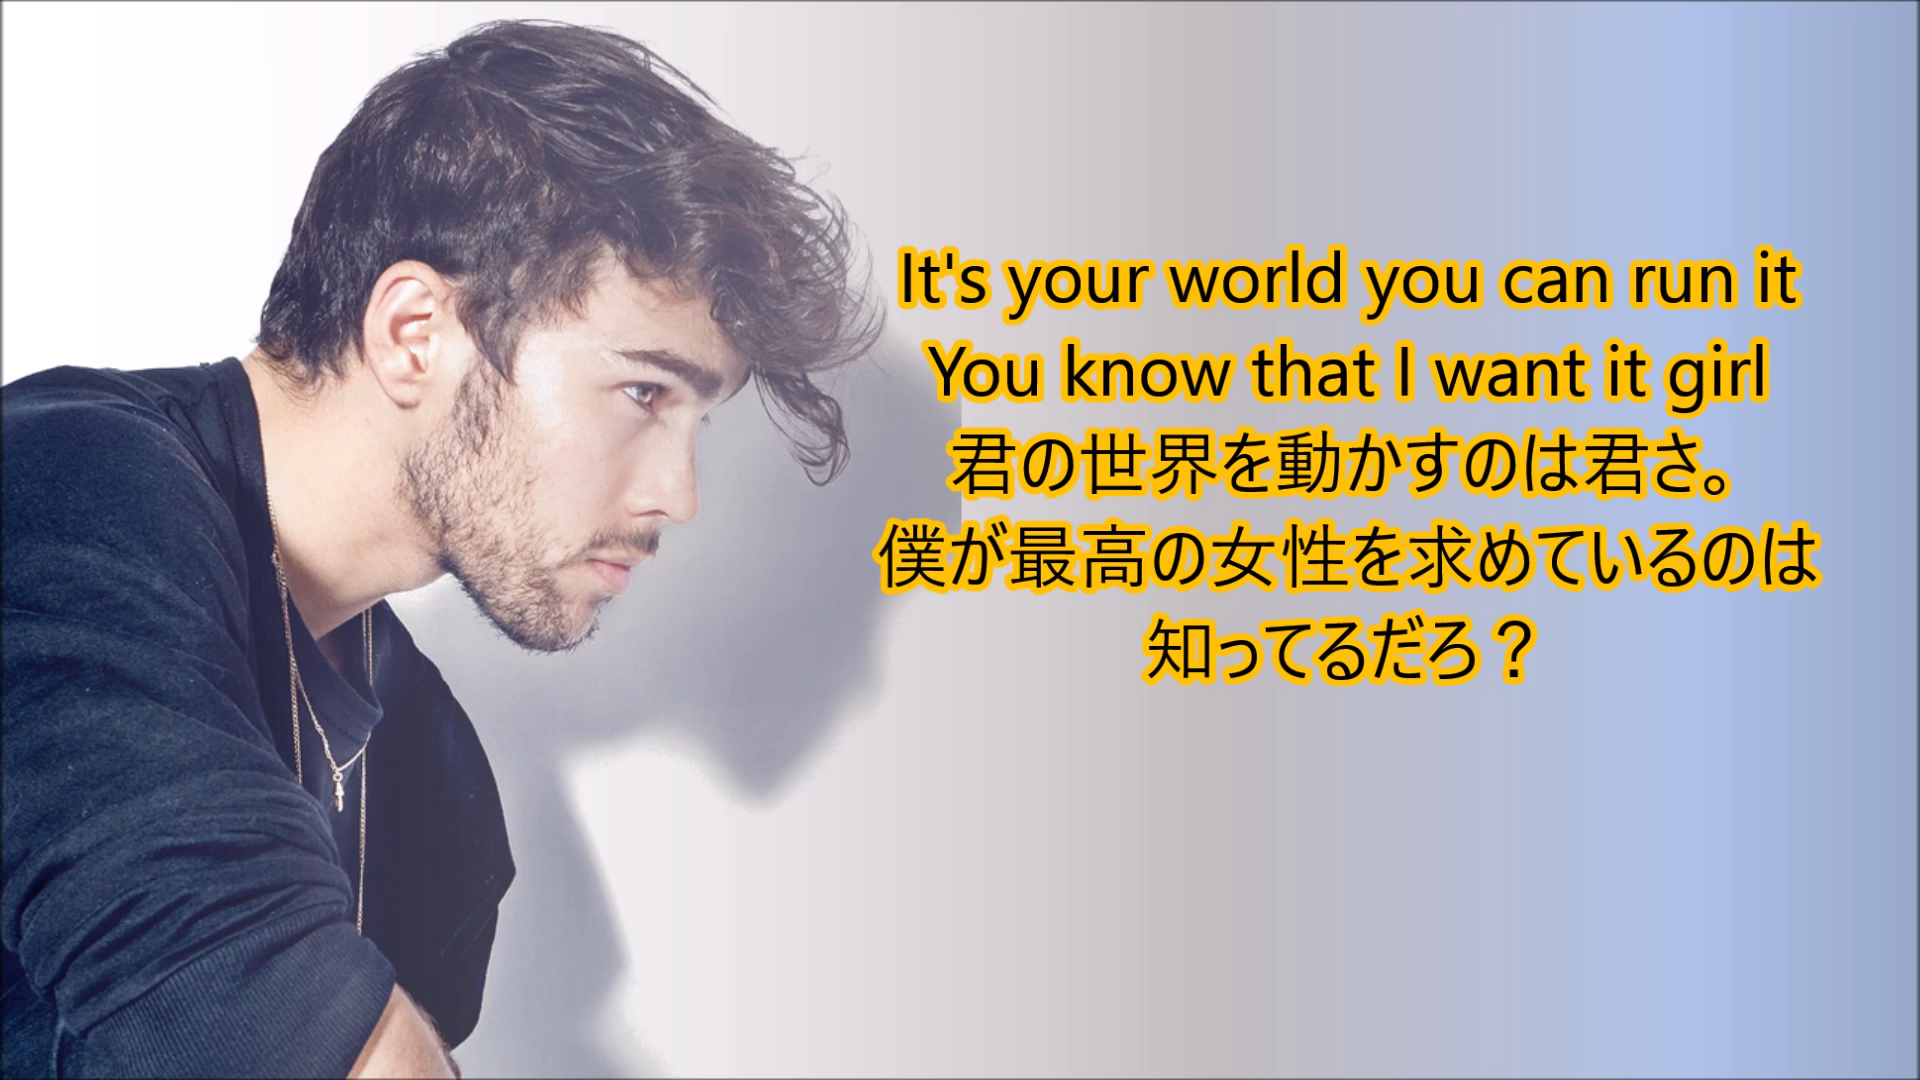 It's your world you can run it
You know that I want it girl
君の世界を動かすのは君さ。
僕が最高の女性を求めているのは
知ってるだろ？